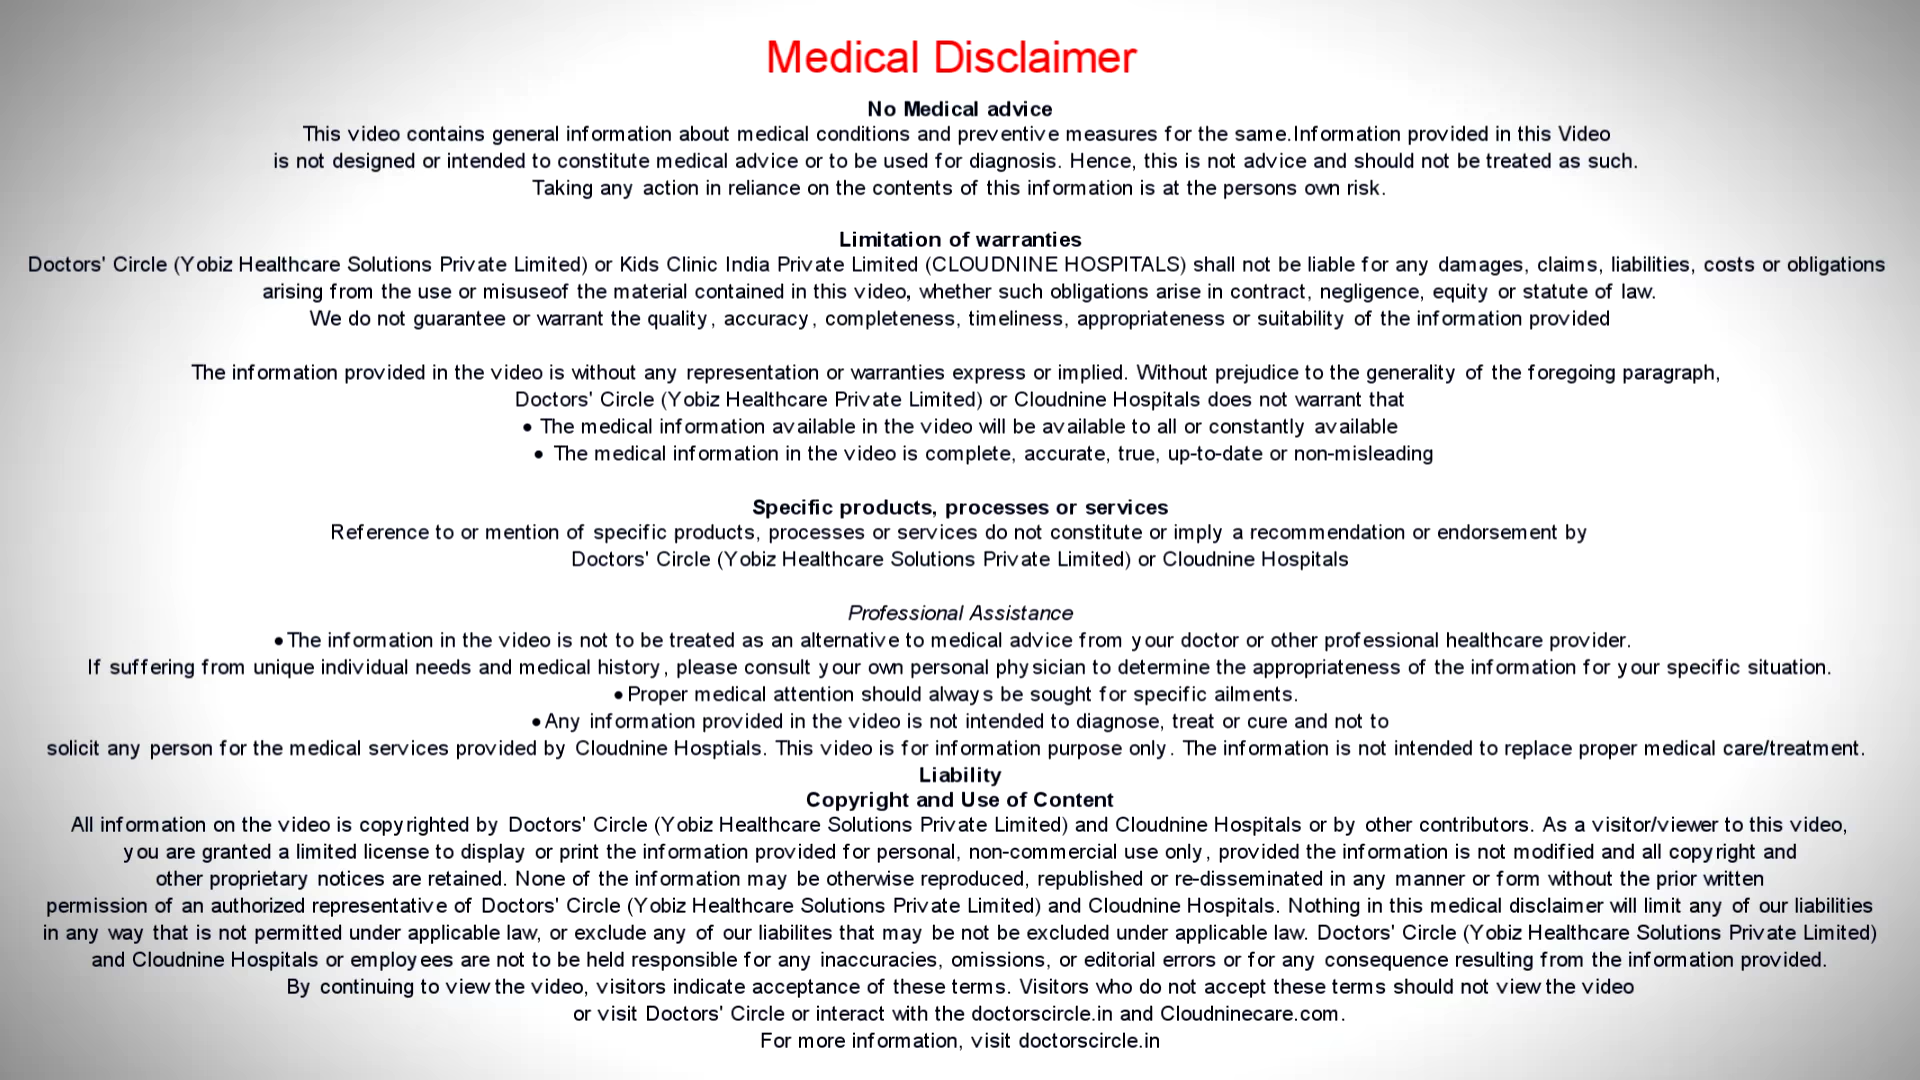 Medical Disclaimer
No Medical advice
This video contains general information about medical conditions and preventive measures for the same.Information provided in this Video
is not designed or intended to constitute medical advice or to be used for diagnosis. Hence, this is not advice and should not be treated as such.
Taking any action in reliance on the contents of this information is at the persons own risk.
Limitation of warranties
Doctors' Circle (Yobiz Healthcare Solutions Private Limited) or Kids Clinic India Private Limited (CLOUDNINE HOSPITALS) shall not be liable for any damages, claims, liabilities, costs or obligations
arising from the use or misuseof the material contained in this video, whether such obligations arise in contract, negligence, equity or statute of law.
We do not guarantee or warrant the quality, accuracy, completeness, timeliness, appropriateness or suitability of the information provided
The information provided in the video is without any representation or warranties express or implied. Without prejudice to the generality of the foregoing paragraph,
Doctors' Circle (Yobiz Healthcare Private Limited) or Cloudnine Hospitals does not warrant that
• The medical information available in the video will be available to all or constantly available
• The medical information in the video is complete, accurate, true, up-to-date or non-misleading
Specific products, processes or services
Reference to or mention of specific products, processes or services do not constitute or imply a recommendation or endorsement by
Doctors' Circle (Yobiz Healthcare Solutions Private Limited) or Cloudnine Hospitals
Professional Assistance
•The information in the video is not to be treated as an alternative to medical advice from your doctor or other professional healthcare provider.
If suffering from unique individual needs and medical history, please consult your own personal physician to determine the appropriateness of the information for your specific situation.
•Proper medical attention should always be sought for specific ailments.
•Any information provided in the video is not intended to diagnose, treat or cure and not to
solicit any person for the medical services provided by Cloudnine Hosptials. This video is for information purpose only. The information is not intended to replace proper medical care/treatment.
Liability
Copyright and Use of Content
All information on the video is copyrighted by Doctors' Circle (Yobiz Healthcare Solutions Private Limited) and Cloudnine Hospitals or by other contributors. As a visitor/viewer to this video,
you are granted a limited license to display or print the information provided for personal, non-commercial use only, provided the information is not modified and all copyright and
other proprietary notices are retained. None of the information may be otherwise reproduced, republished or re-disseminated in any manner or form without the prior written
permission of an authorized representative of Doctors' Circle (Yobiz Healthcare Solutions Private Limited) and Cloudnine Hospitals. Nothing in this medical disclaimer will limit any of our liabilities
in any way that is not permitted under applicable law, or exclude any of our liabilites that may be not be excluded under applicable law. Doctors' Circle (Yobiz Healthcare Solutions Private Limited)
and Cloudnine Hospitals or employees are not to be held responsible for any inaccuracies, omissions, or editorial errors or for any consequence resulting from the information provided.
By continuing to view the video, visitors indicate acceptance of these terms. Visitors who do not accept these terms should not view the video
or visit Doctors' Circle or interact with the doctorscircle.in and Cloudninecare.com.
For more information, visit doctorscircle.in